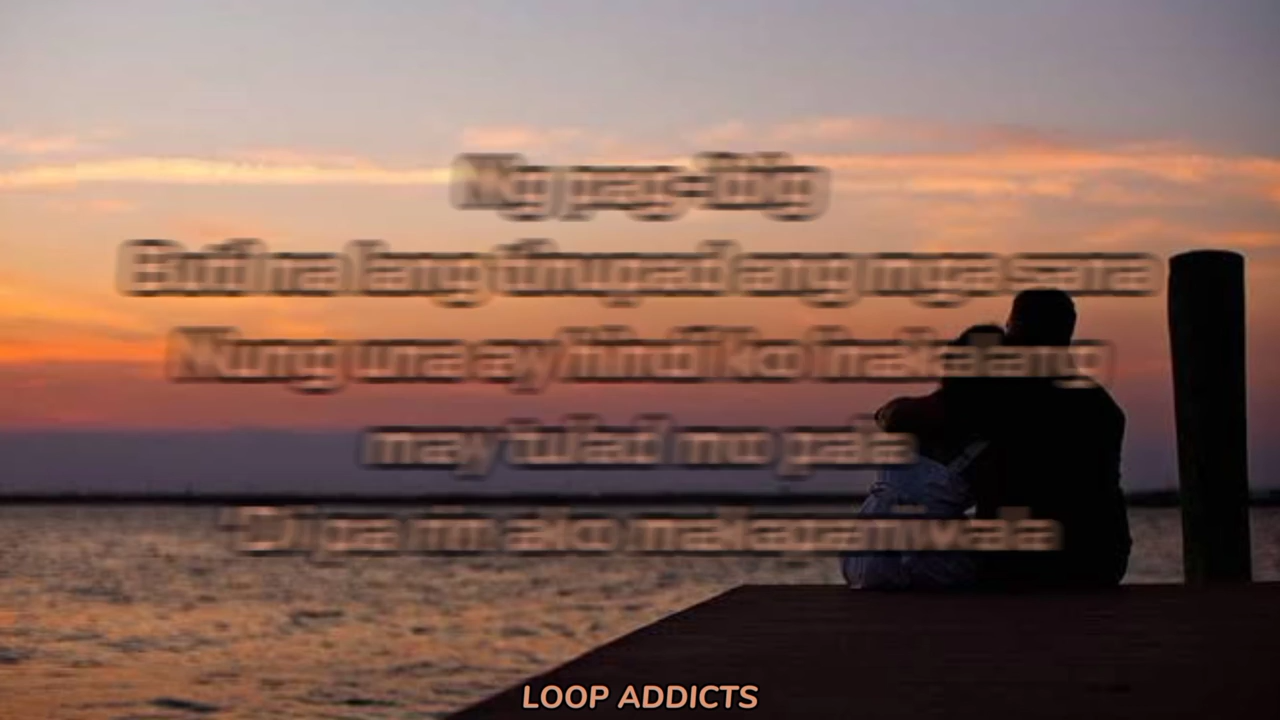 Ng pag-ibig
Buti na lang tinupad ang mga sana
Nung una ay hindi ko inakalang
may tulad mo pala
'Di pa rin ako makapaniwala
LOOP ADDICTS